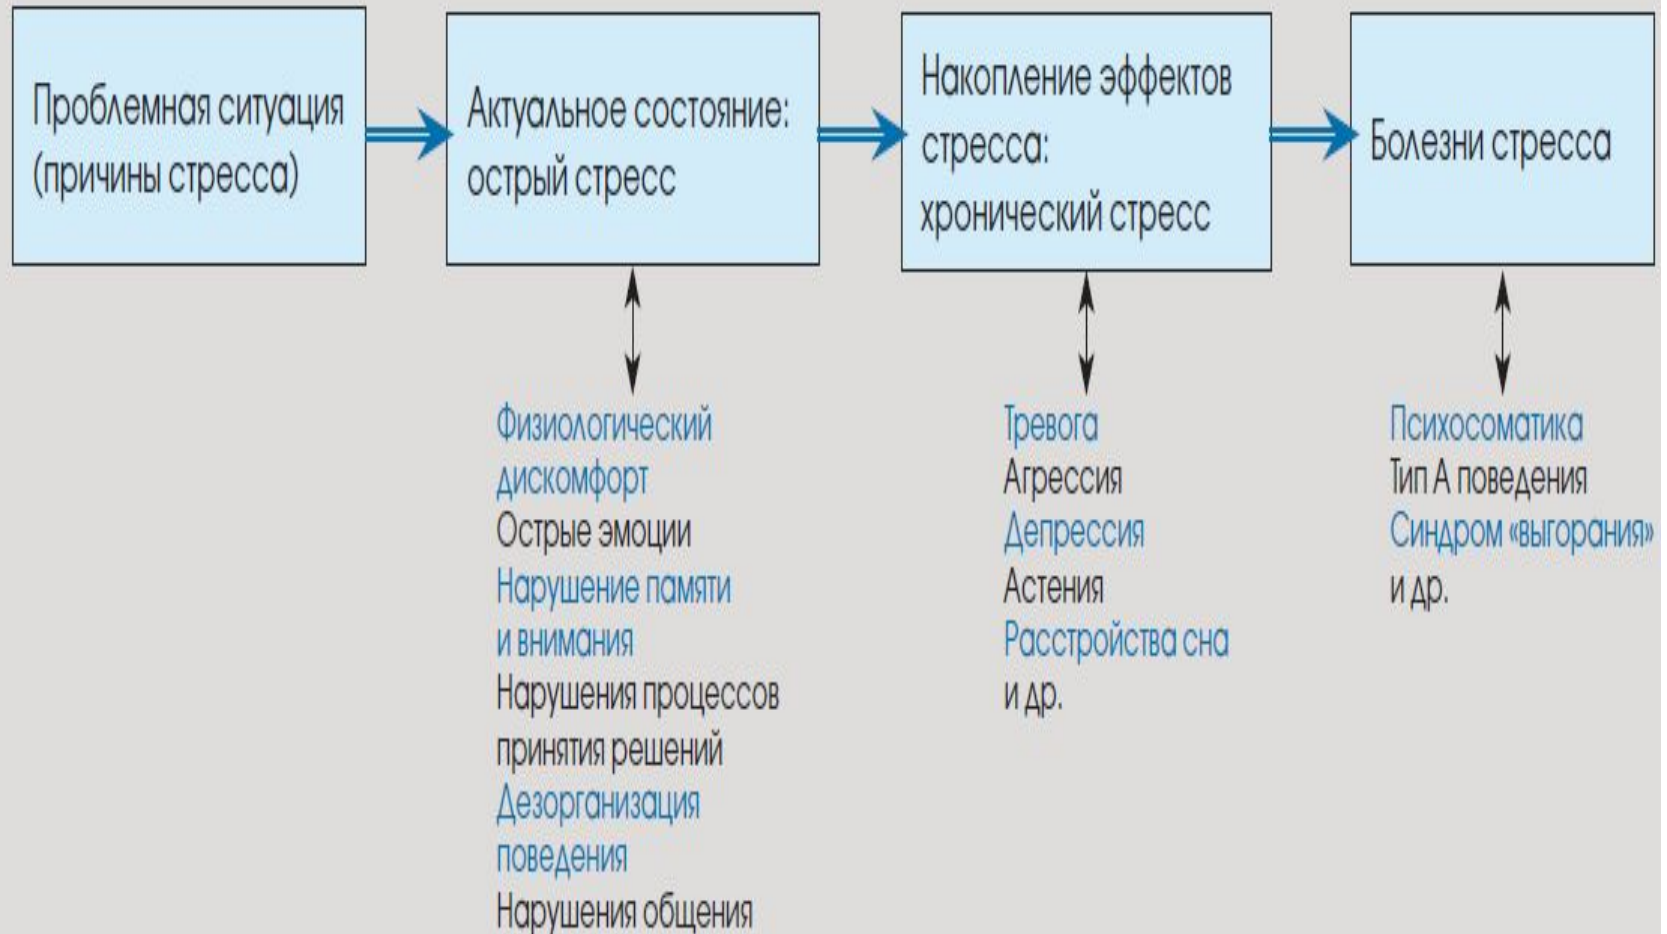 Проблемная ситуация
(причины стресса)
Актуальное состояние:
острый стресс
Накопление эффектов
стресса:
хронический стресс
Болезни стресса
Физиологический
дискомфорт
Острые эмоции
Нарушение памяти
и внимания
Нарушения процессов
принятия решений
Дезорганизация
поведения
Нарушения общения
Тревога
Агрессия
Депрессия
Астения
Расстройства сна
и др.
Психосоматика
Тип А поведения
Синдром «выгорания»
и др.